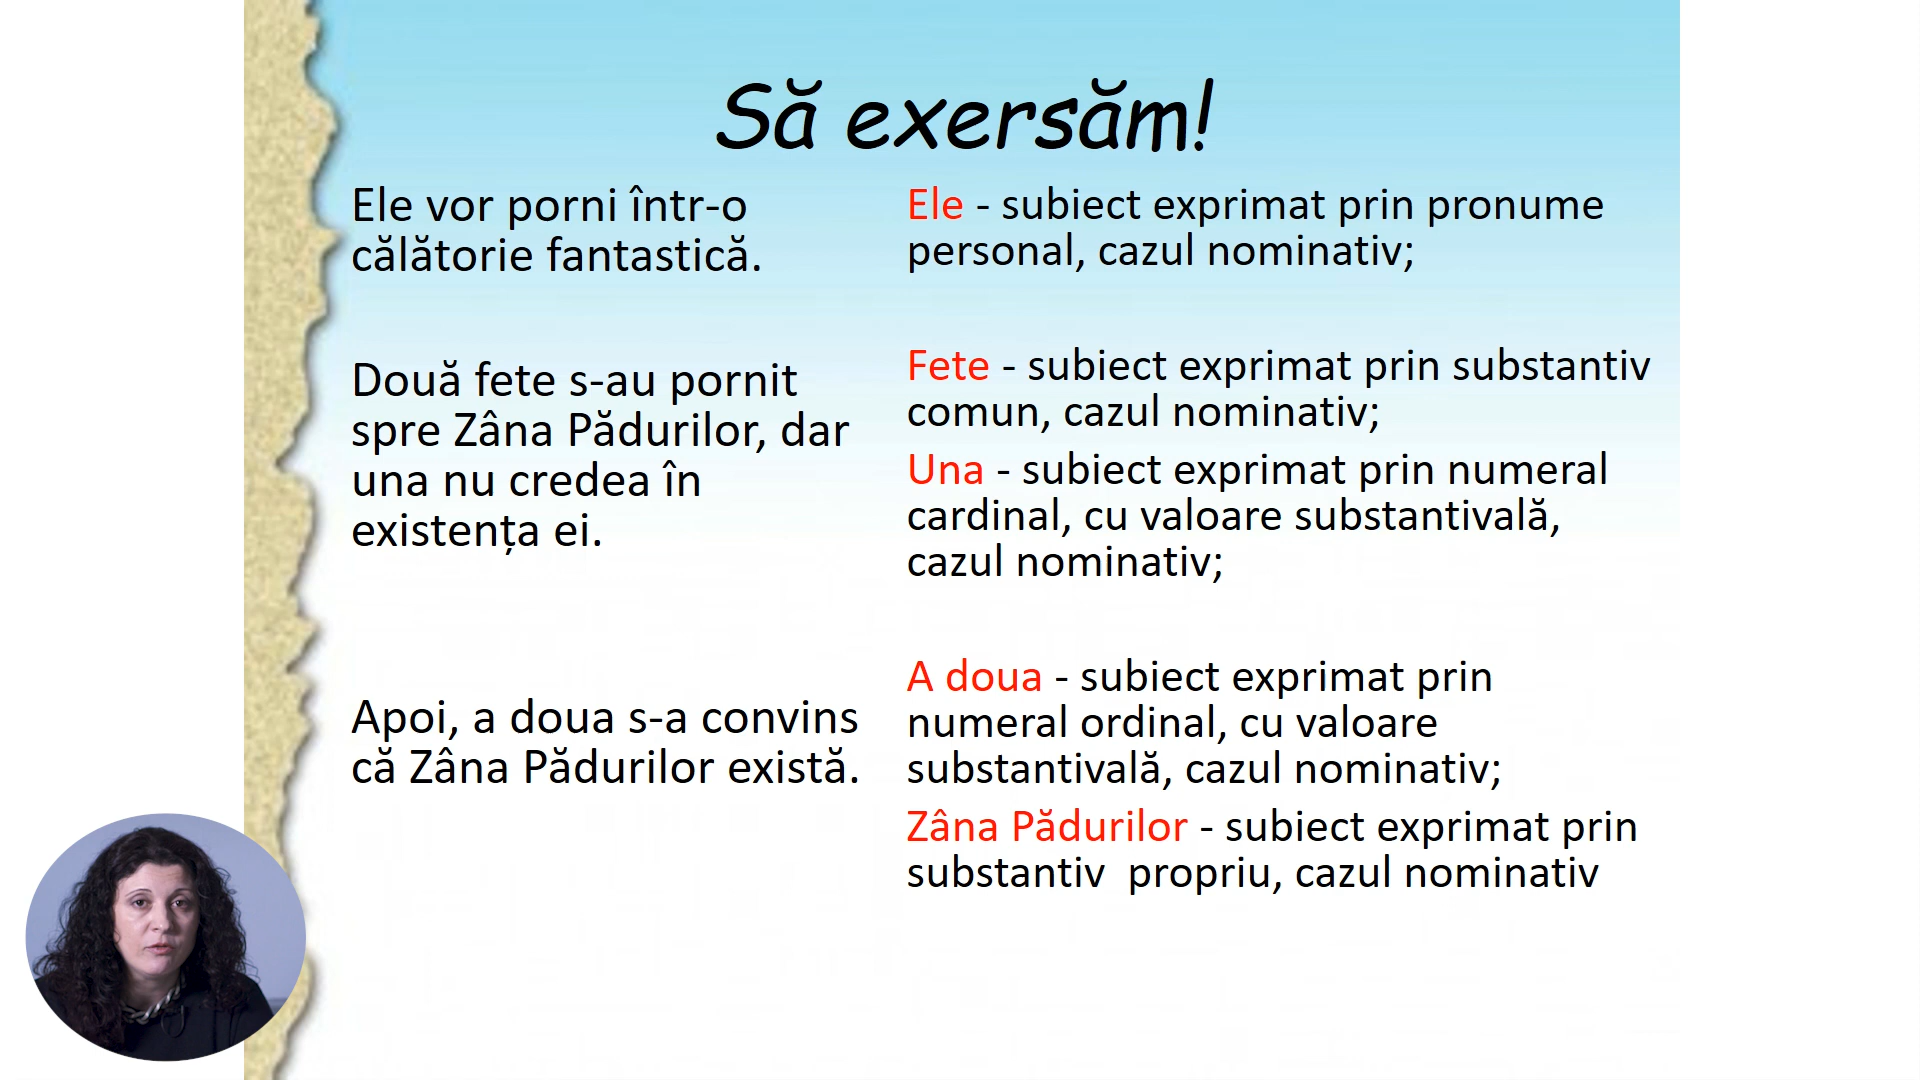 Să exersăm!
Ele vor porni într-o
călătorie fantastică.
Două fete s-au pornit
spre Zâna Pădurilor, dar
una nu credea în
existența ei.
Apoi, a doua s-a convins
că Zâna Pădurilor există.
Ele - subiect exprimat prin pronume
personal, cazul nominativ;
Fete - subiect exprimat prin substantiv
comun, cazul nominativ;
Una - subiect exprimat prin numeral
cardinal, cu valoare substantivală,
cazul nominativ;
A doua - subiect exprimat prin
numeral ordinal, cu valoare
substantivală, cazul nominativ;
Zâna Pădurilor - subiect exprimat prin
substantiv  propriu, cazul nominativ